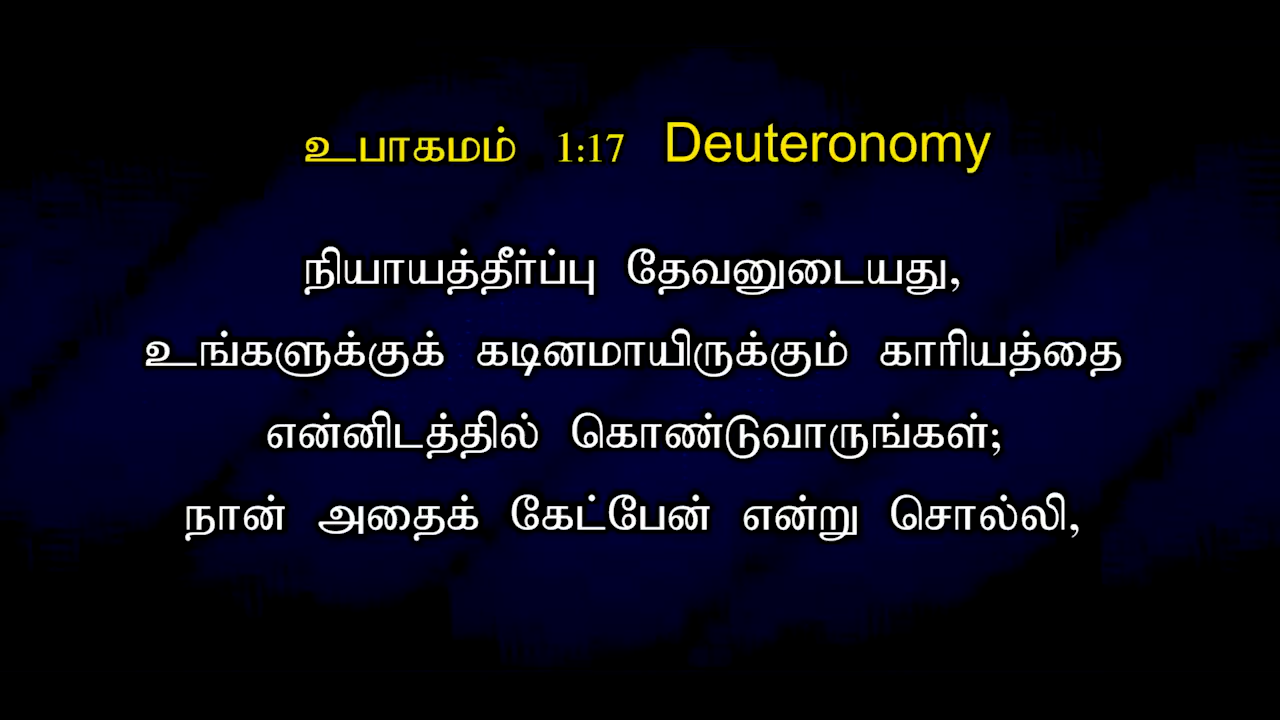 உபாகமம் 1:17 Deuteronomy
நியாயத்தீர்ப்பு தேவனுடையது,
உங்களுக்குக் கடினமாயிருக்கும் காரியத்தை
என்னிடத்தில் கொண்டுவாருங்கள்;
நான் அதைக் கேட்பேன் என்று சொல்லி,